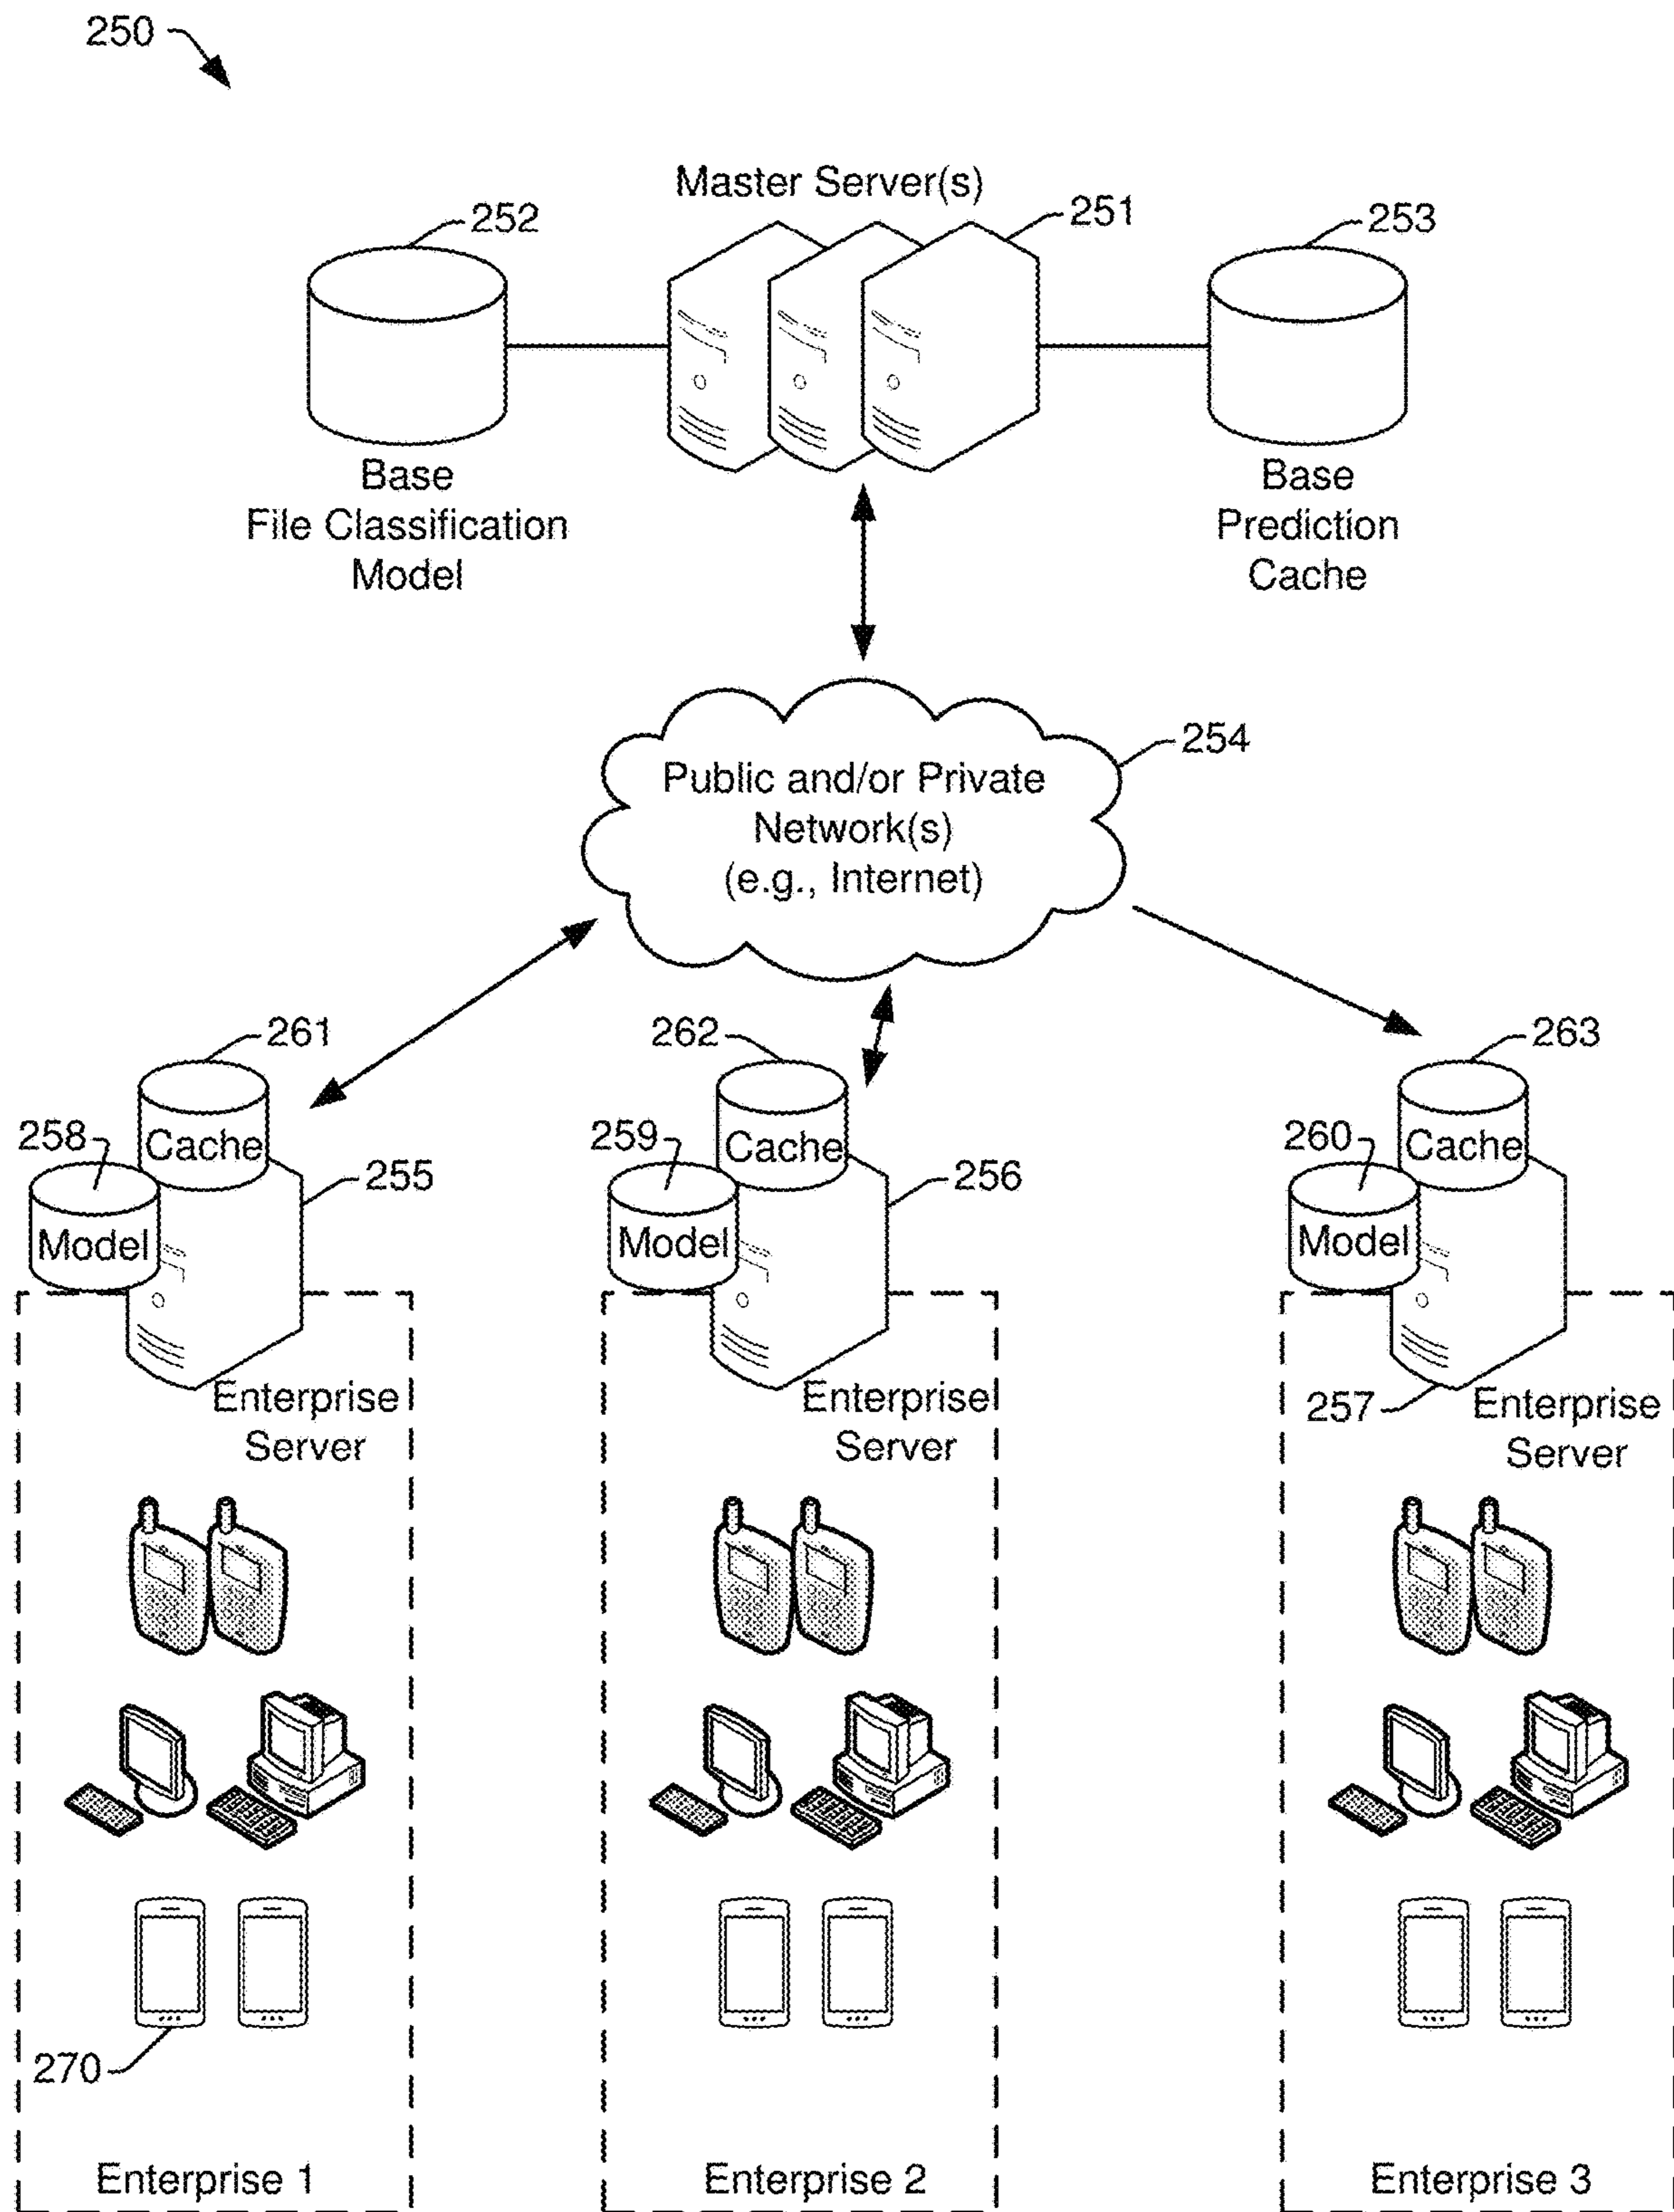 250
Master Server(s)
252
251
253
Base
File Classification
Model
Base
Prediction
Cache
254
Public and/or Private
Network(s)
(e.g., Internet)
261
262
263
258
Cache
259
Cache
260
Cache
255
256
Model
Model
Model
Enterprise
Server
Enterprise
Server
257
Enterprise
Server
270
Enterprise 1
Enterprise 2
Enterprise 3